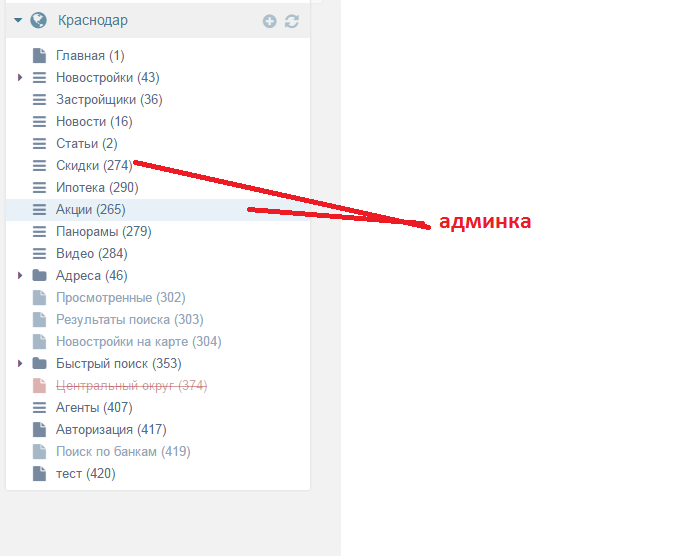 Краснодар
Главная (1)
Новостройки (43)
Застройщики (36)
Новости (16)
Статьи (2)
Скидки (274)
Ипотека (290)
Акции (265)
админка
Панорамы (279)
Видео (284)
Адреса (46)
Просмотренные (302)
Результаты поиска (303)
Новостройки на карте (304)
Быстрый поиск (353)
Центральный округ (374)
Агенты (407)
Авторизация (417)
Поиск по банкам (419)
тест (420)